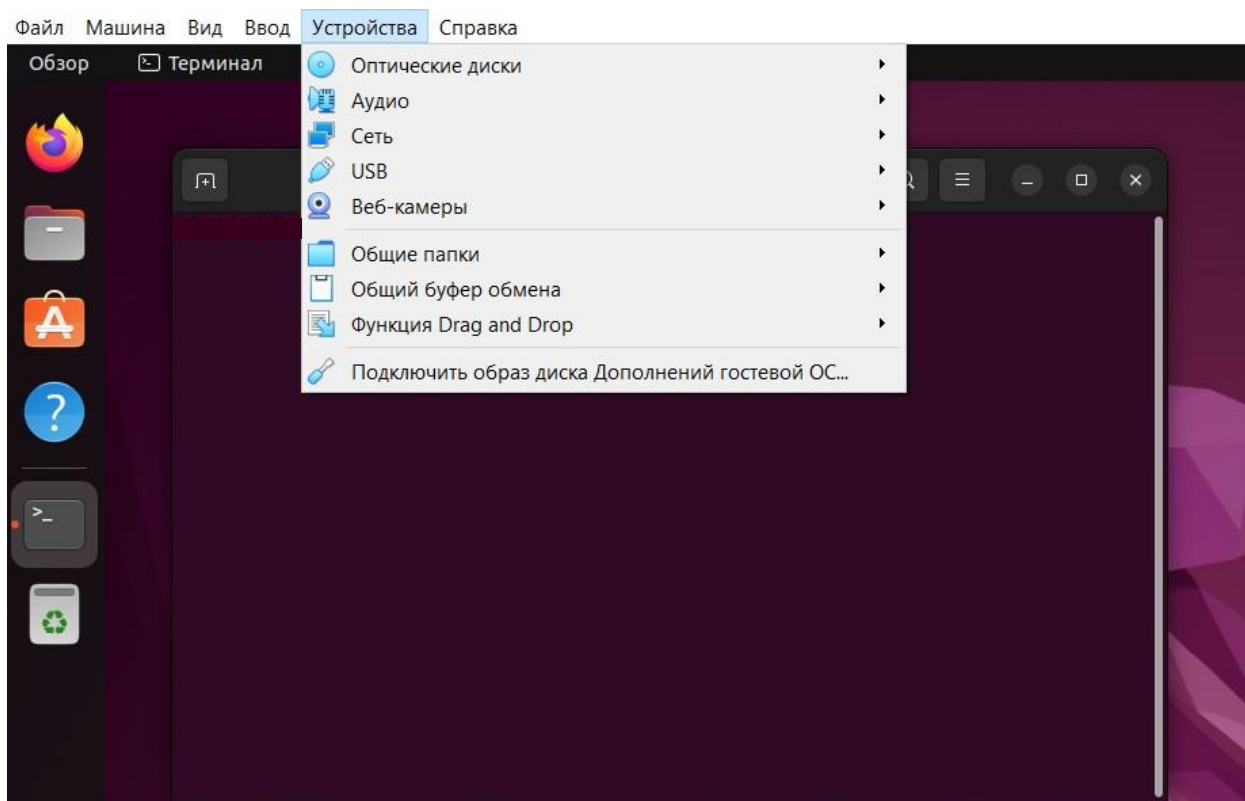 Файл Машина Вид Ввод Устройства Справка
Обзор Терминал
Оптические диски
Аудио
Сеть
USB
Веб-камеры
Общие папки
Общий буфер обмена
Функция Drag and Drop
Подключить образ диска Дополнений гостевой ОС...